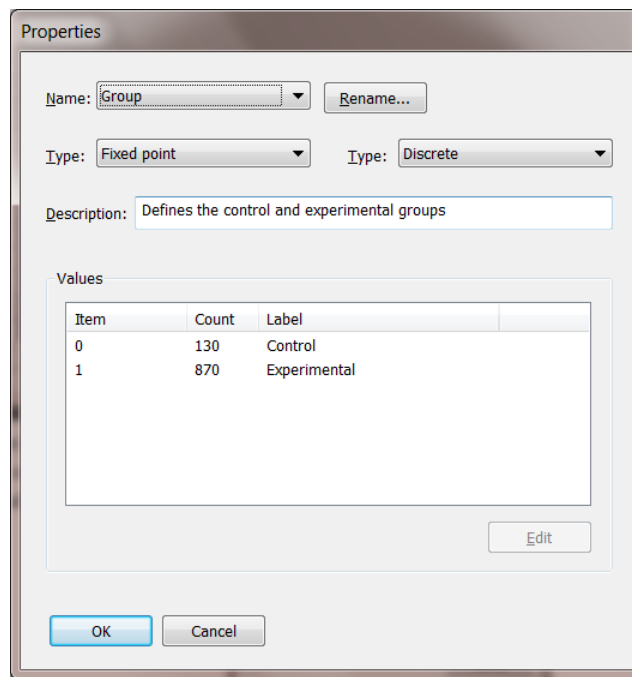 Properties
Name: Group Rename...
Type: Fixed point Type: Discrete
Description: Defines the control and experimental groups
Values
Item Count Label
0 130 Control
1 870 Experimental
Edit
OK Cancel